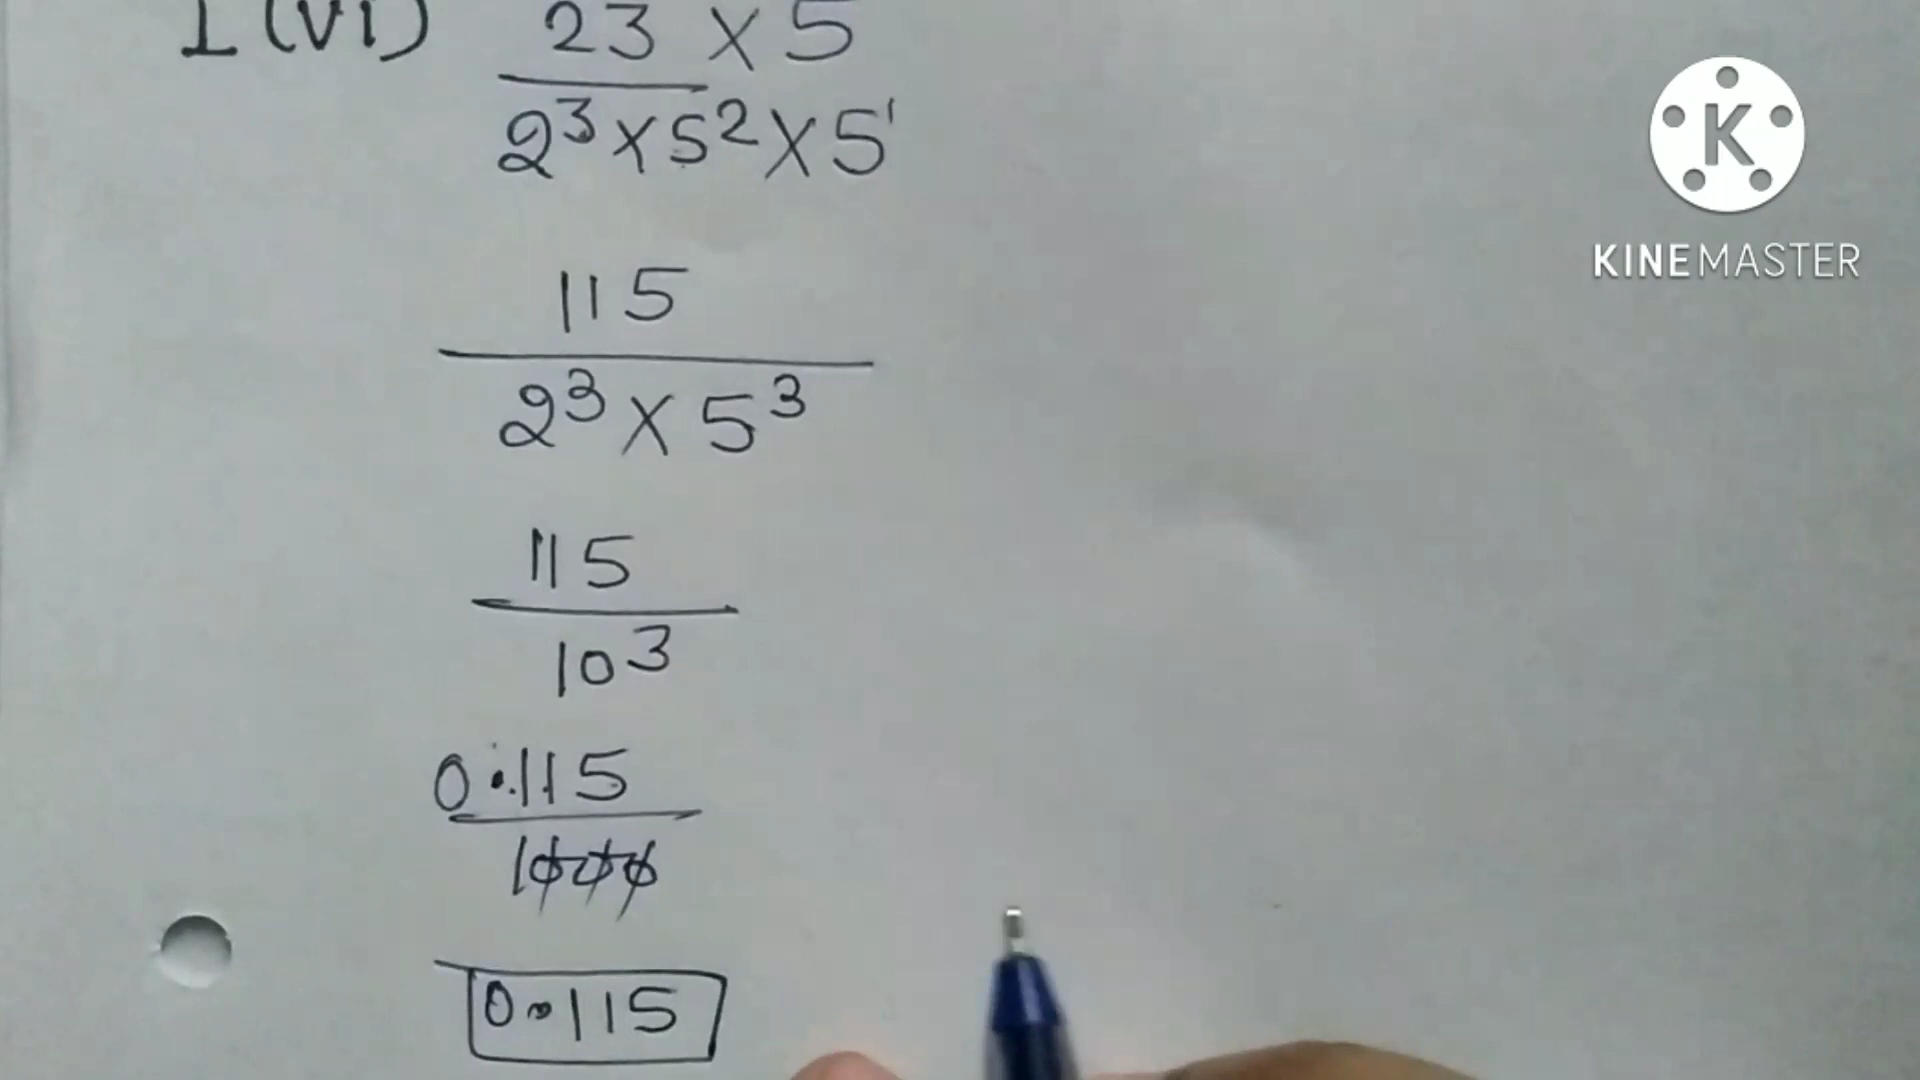 1 (VI) 23 × 5
2³ × 5² × 5¹
115
2³ × 5³
115
10³
0.115
1000
0.115
K
KINEMASTER